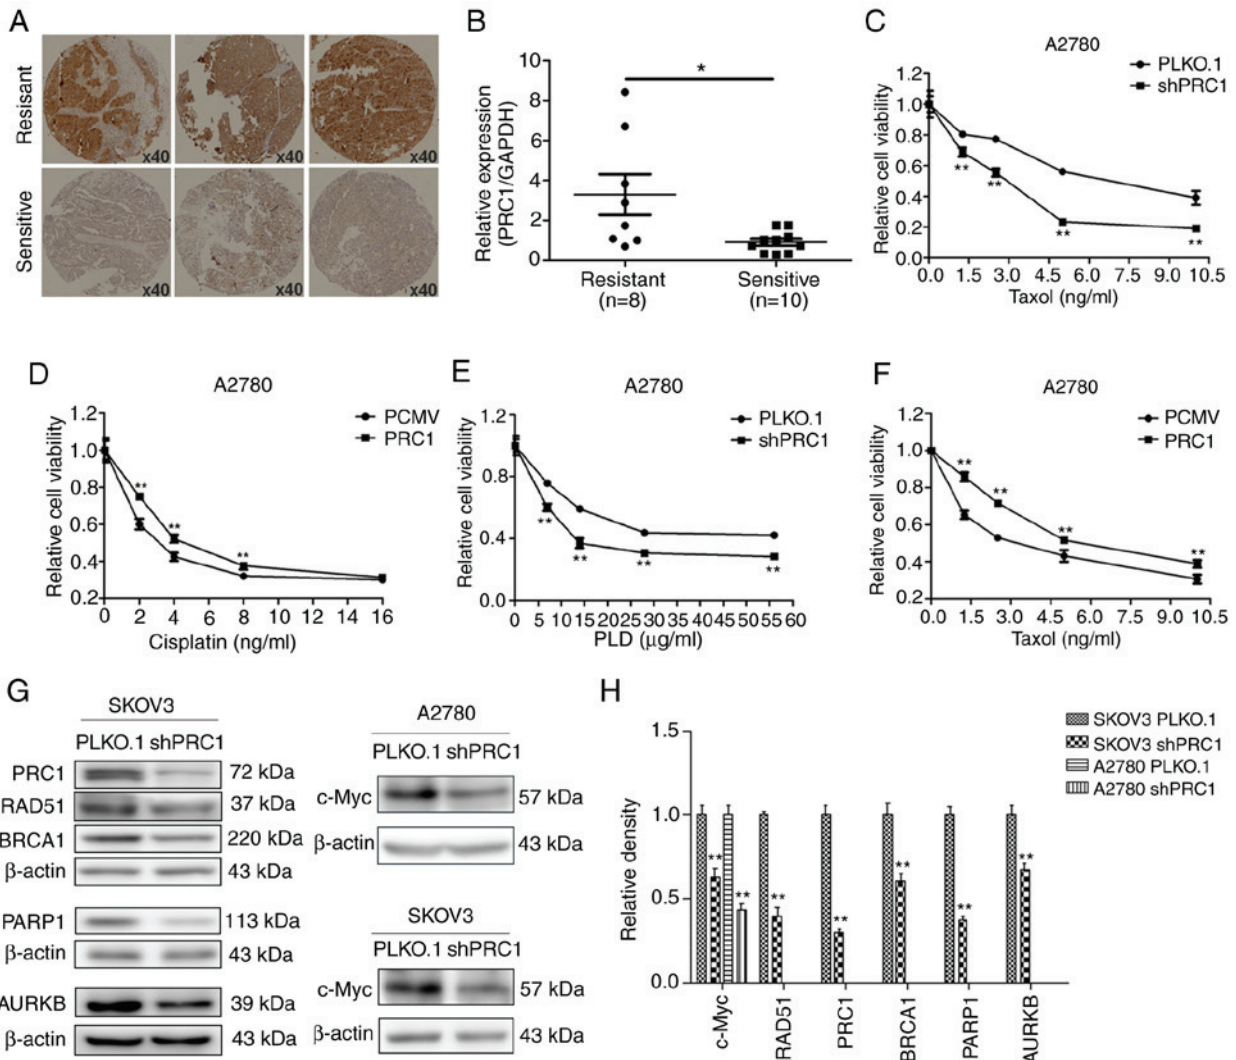 A
Resisant
x40
x40
x40
Sensitive
x40
x40
x40
B
Relative expression
(PRC1/GAPDH)
10
8
6
4
2
0
*
Resistant
(n=8)
Sensitive
(n=10)
C
A2780
PLKO.1
shPRC1
Relative cell viability
1.2
1.0
0.8
0.6
0.4
0.2
0.0
**
**
**
**
0.0 1.5 3.0 4.5 6.0 7.5 9.0 10.5
Taxol (ng/ml)
D
A2780
PCMV
PRC1
Relative cell viability
1.2
1.0
0.8
0.6
0.4
0.2
**
**
**
0 2 4 6 8 10 12 14 16
Cisplatin (ng/ml)
E
A2780
PLKO.1
shPRC1
Relative cell viability
1.2
0.8
0.4
0.0
**
**
**
**
0 5 10 15 20 25 30 35 40 45 50 55 60
PLD (μg/ml)
F
A2780
PCMV
PRC1
Relative cell viability
1.2
1.0
0.8
0.6
0.4
0.2
**
**
**
**
0.0 1.5 3.0 4.5 6.0 7.5 9.0 10.5
Taxol (ng/ml)
G
SKOV3
PLKO.1 shPRC1
PRC1 72 kDa
RAD51 37 kDa
BRCA1 220 kDa
β-actin 43 kDa
PARP1 113 kDa
β-actin 43 kDa
AURKB 39 kDa
β-actin 43 kDa
A2780
PLKO.1 shPRC1
c-Myc 57 kDa
β-actin 43 kDa
SKOV3
PLKO.1 shPRC1
c-Myc 57 kDa
β-actin 43 kDa
H
SKOV3 PLKO.1
SKOV3 shPRC1
A2780 PLKO.1
A2780 shPRC1
Relative density
1.5
1.0
0.5
0.0
**
**
**
**
**
**
**
c-Myc
RAD51
PRC1
BRCA1
PARP1
AURKB